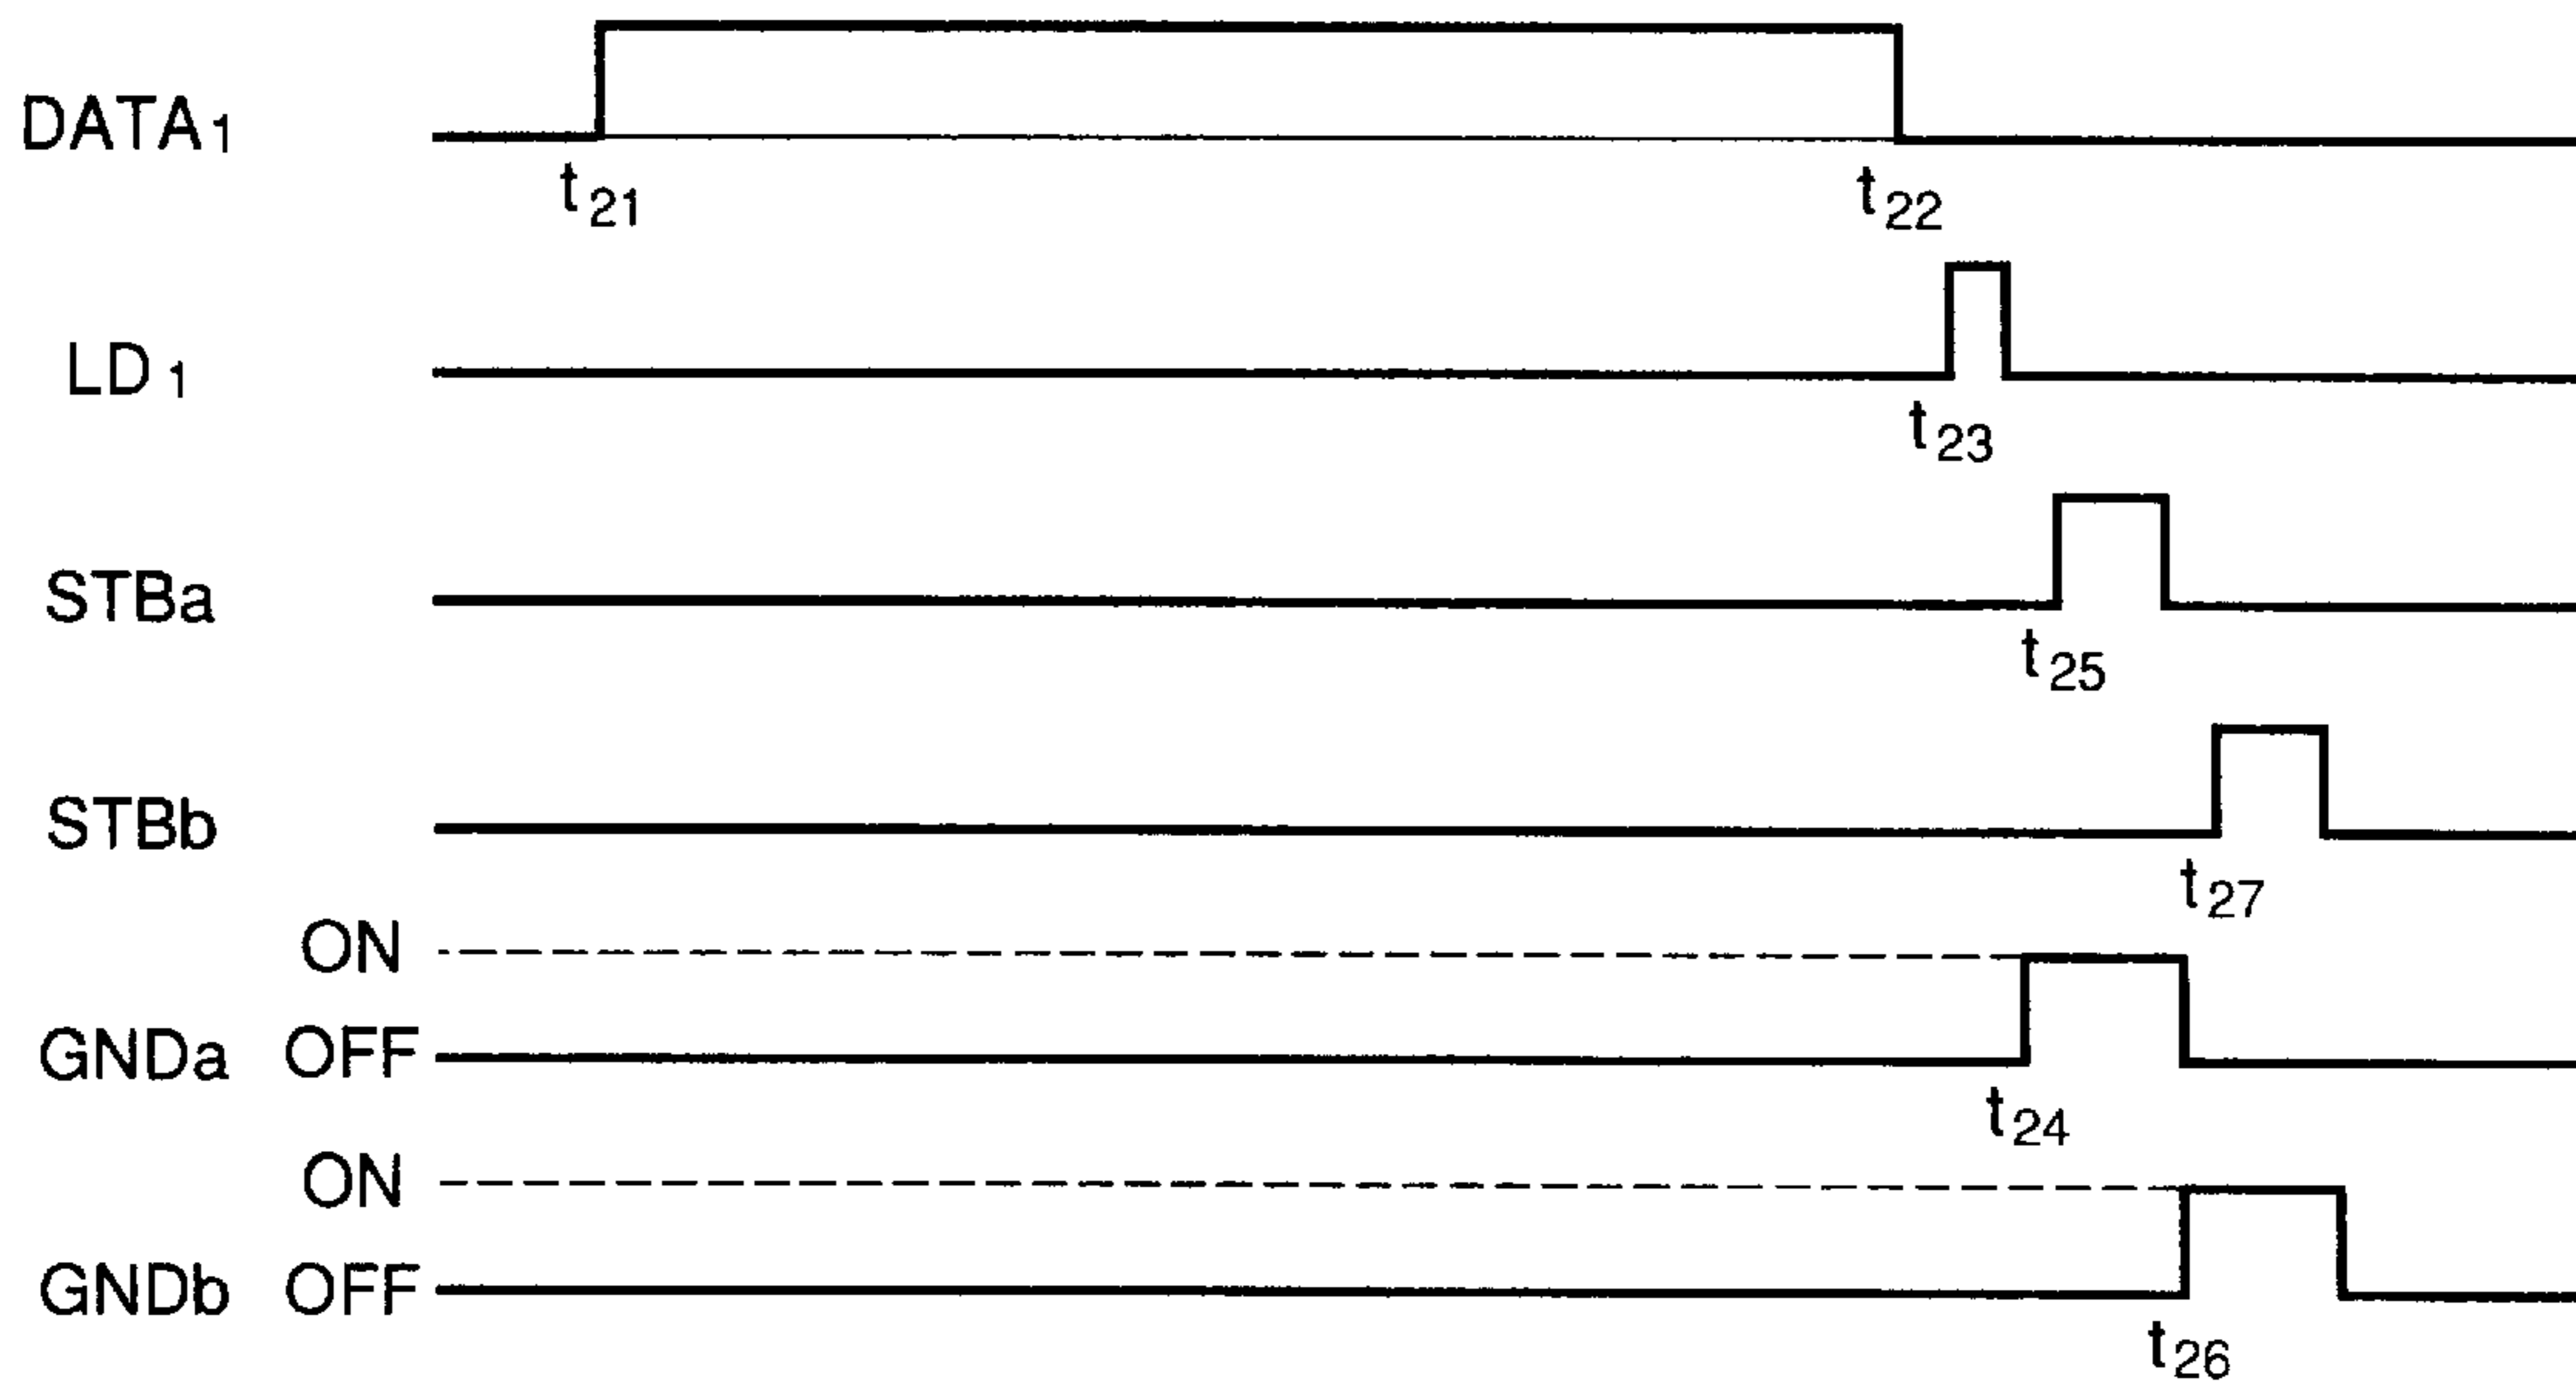 DATA1
t21 t22
LD1
t23
STBa
t25
STBb
t27
ON
GNDa OFF
t24
ON
GNDb OFF
t26